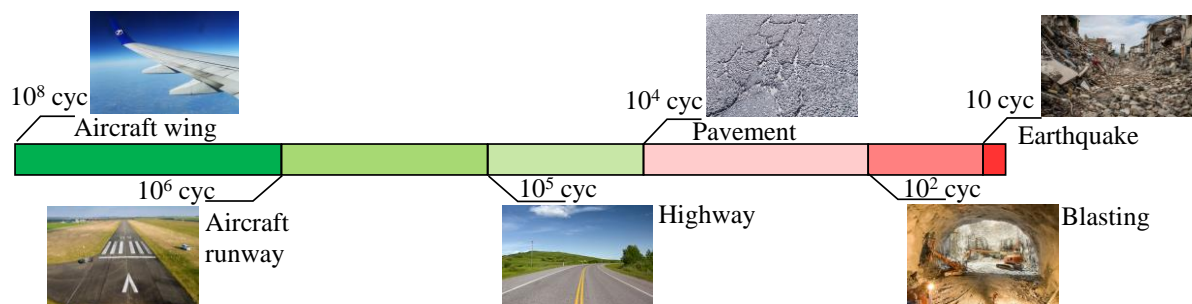 10⁸ cyc
Aircraft wing
10⁴ cyc
Pavement
10 cyc
Earthquake
10⁶ cyc
Aircraft
runway
10⁵ cyc
Highway
10² cyc
Blasting